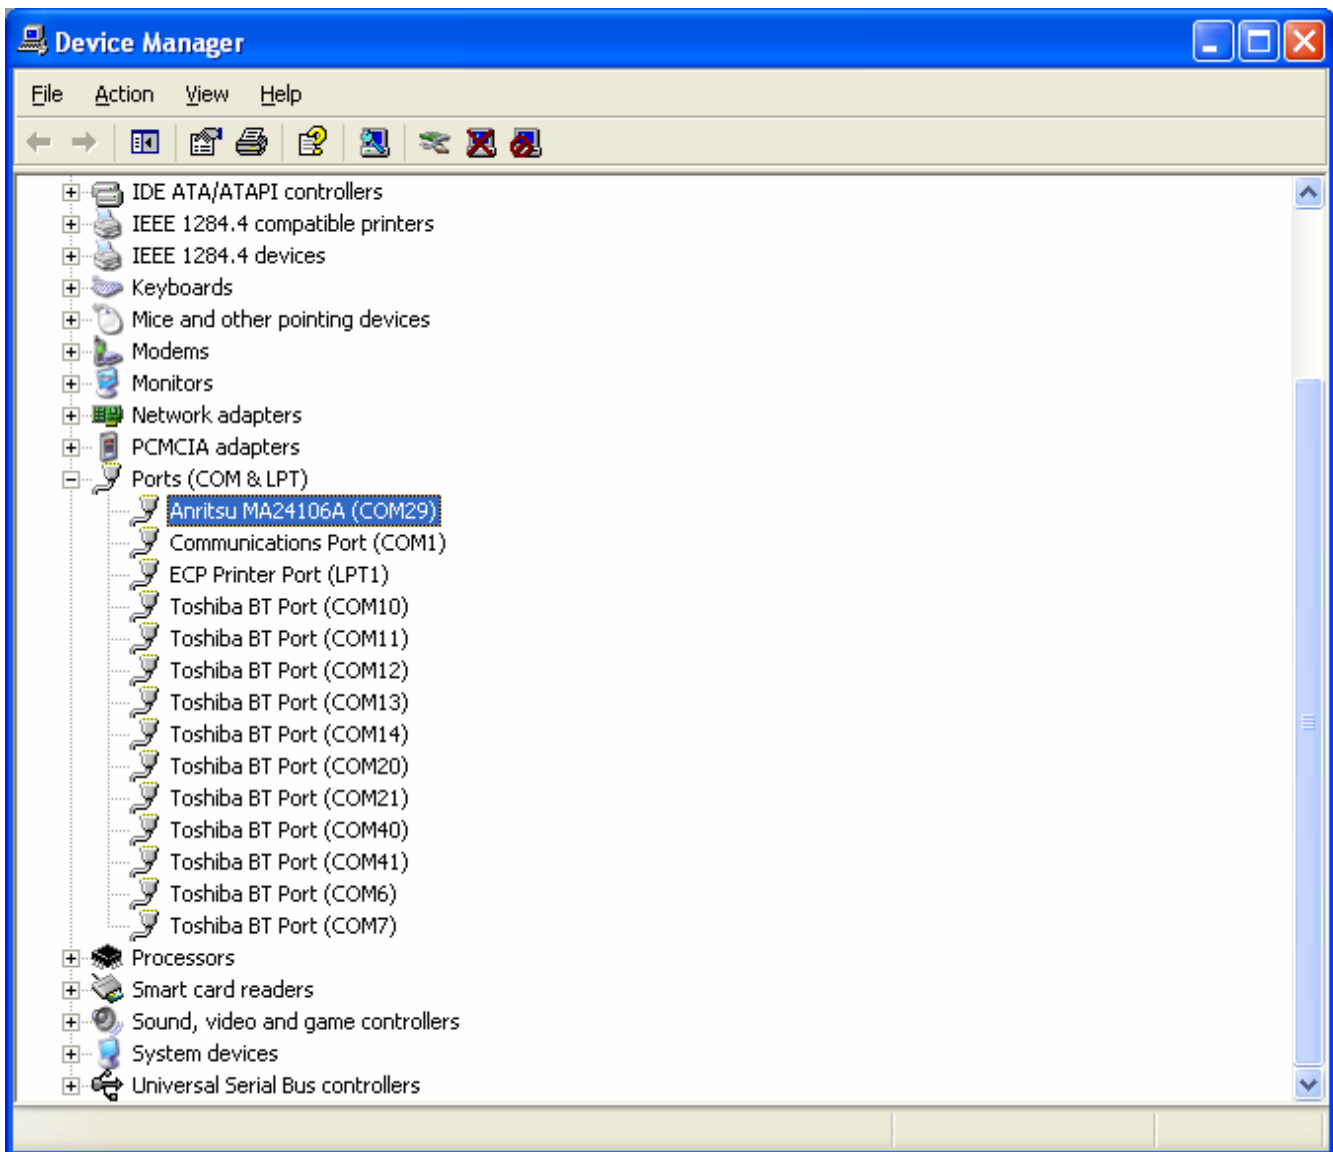 Device Manager
File Action View Help
IDE ATA/ATAPI controllers
IEEE 1284.4 compatible printers
IEEE 1284.4 devices
Keyboards
Mice and other pointing devices
Modems
Monitors
Network adapters
PCMCIA adapters
Ports (COM & LPT)
Anritsu MA24106A (COM29)
Communications Port (COM1)
ECP Printer Port (LPT1)
Toshiba BT Port (COM10)
Toshiba BT Port (COM11)
Toshiba BT Port (COM12)
Toshiba BT Port (COM13)
Toshiba BT Port (COM14)
Toshiba BT Port (COM20)
Toshiba BT Port (COM21)
Toshiba BT Port (COM40)
Toshiba BT Port (COM41)
Toshiba BT Port (COM6)
Toshiba BT Port (COM7)
Processors
Smart card readers
Sound, video and game controllers
System devices
Universal Serial Bus controllers